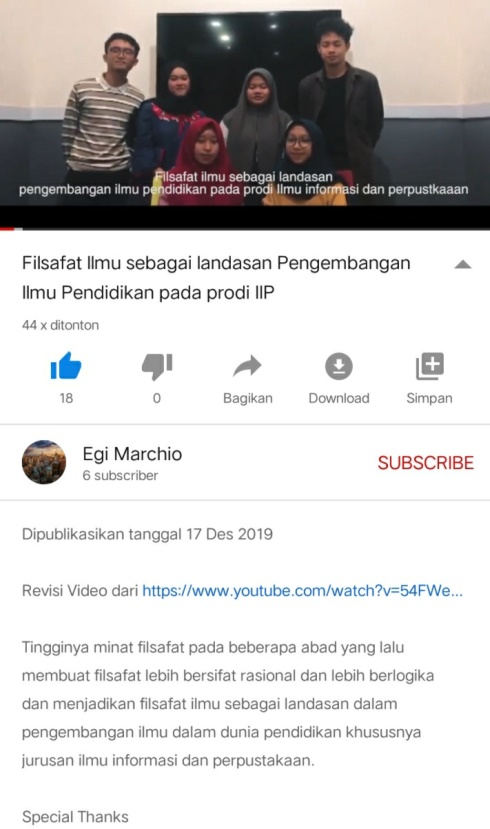 Filsafat ilmu sebagai landasan
pengembangan ilmu pendidikan pada prodi Ilmu informasi dan perpustkaaan
Filsafat Ilmu sebagai landasan Pengembangan
Ilmu Pendidikan pada prodi IIP
44 x ditonton
18
0
Bagikan
Download
Simpan
Egi Marchio
6 subscriber
SUBSCRIBE
Dipublikasikan tanggal 17 Des 2019
Revisi Video dari https://www.youtube.com/watch?v=54FWe...
Tingginya minat filsafat pada beberapa abad yang lalu
membuat filsafat lebih bersifat rasional dan lebih berlogika
dan menjadikan filsafat ilmu sebagai landasan dalam
pengembangan ilmu dalam dunia pendidikan khususnya
jurusan ilmu informasi dan perpustakaan.
Special Thanks